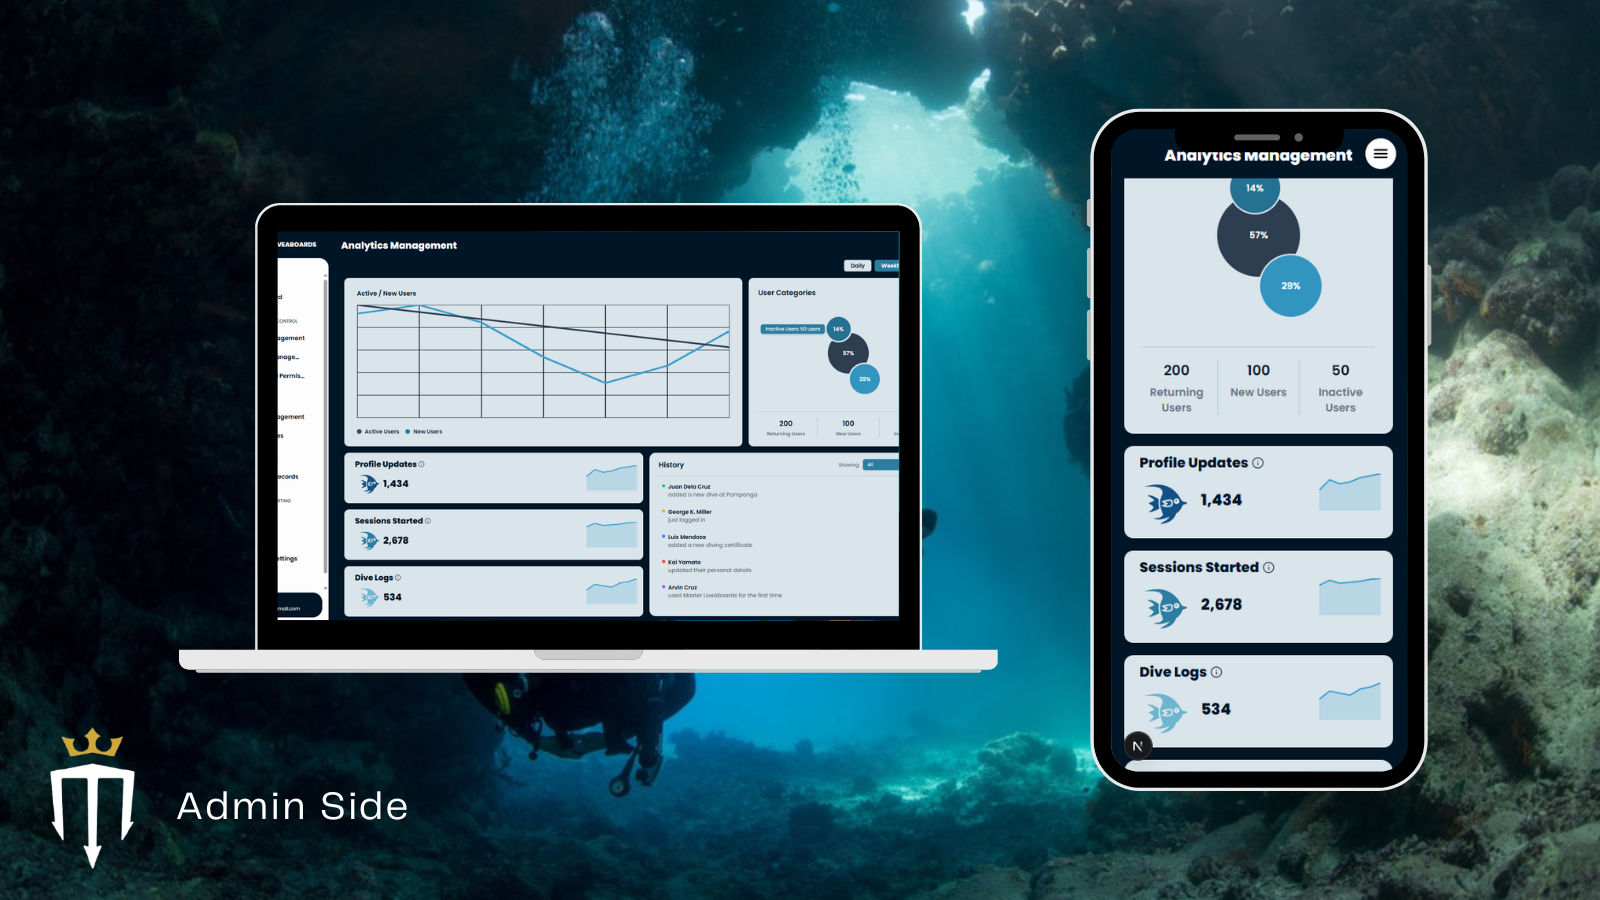 VEABOARDS
Analytics Management
Daily
Weekl
d
CONTROL
agement
anage...
l Permis...
agement
es
ecords
RTING
ettings
mail.com
Active / New Users
Active Users
New Users
User Categories
Inactive Users: 50 users
14%
57%
29%
200
Returning Users
100
New Users
In
Profile Updates
1,434
Sessions Started
2,678
Dive Logs
534
History
Showing
All
Juan Dela Cruz
added a new dive at Pampanga
George K. Miller
just logged in
Luis Mendoza
added a new diving certificate
Kai Yamato
updated their personal details
Arvin Cruz
used Master LiveAboards for the first time
Analytics Management
14%
57%
29%
200
Returning
Users
100
New Users
50
Inactive
Users
Profile Updates
1,434
Sessions Started
2,678
Dive Logs
534
N
Admin Side